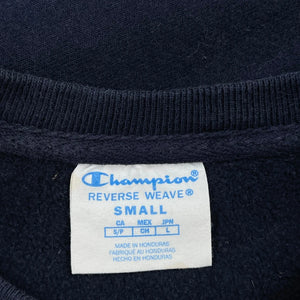 Champion
REVERSE WEAVE®
SMALL
CA MEX JPN
S/P CH L
MADE IN HONDURAS
FABRIQUÉ AU HONDURAS
HECHO EN HONDURAS